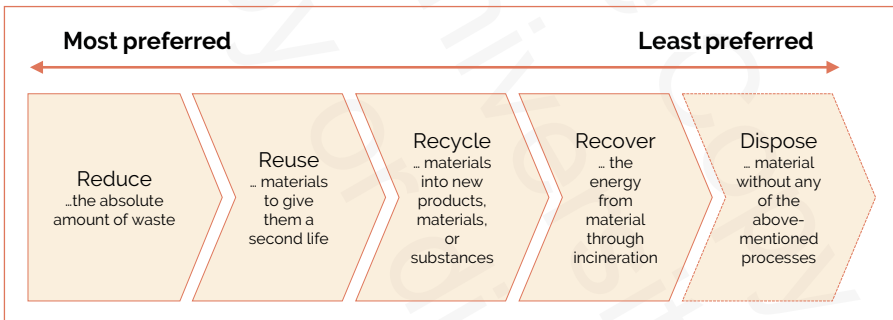 Most preferred
Least preferred
Reduce
...the absolute
amount of waste
Reuse
... materials
to give
them a
second life
Recycle
... materials
into new
products,
materials,
or
substances
Recover
... the
energy
from
material
through
incineration
Dispose
... material
without any
of the
above-
mentioned
processes